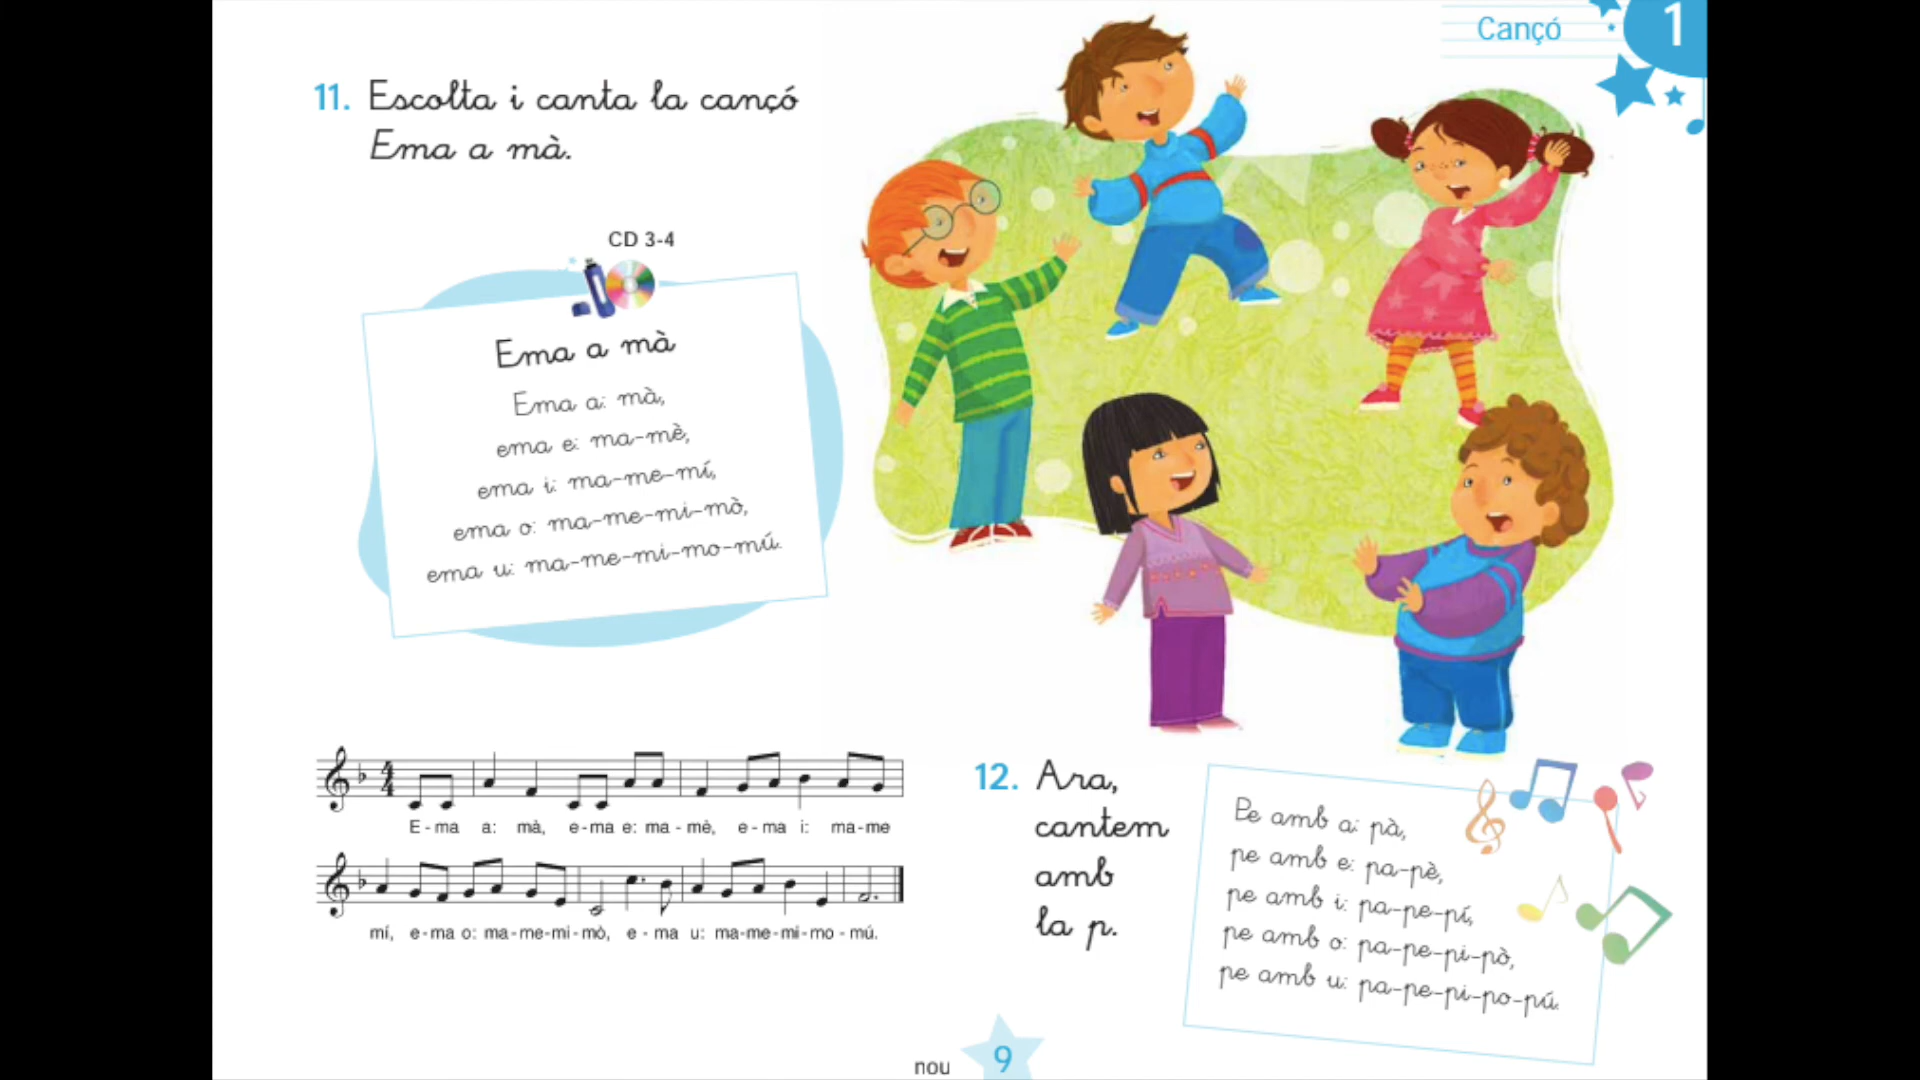 Cançó
1
11. Escolta i canta la cançó
Ema a mà.
CD 3-4
Ema a mà
Ema a: mà,
ema e: ma-mè,
ema i: ma-me-mí,
ema o: ma-me-mi-mò,
ema u: ma-me-mi-mo-mú.
4
4
E - ma a: mà, e - ma e: ma - mè, e - ma i: ma - me
mí, e - ma o: ma - me - mi - mò, e - ma u: ma - me - mi - mo - mú.
12. Ara,
cantem
amb
la p.
Pe amb a: pà,
pe amb e: pa-pè,
pe amb i: pa-pe-pí,
pe amb o: pa-pe-pi-pò,
pe amb u: pa-pe-pi-po-pú.
nou 9